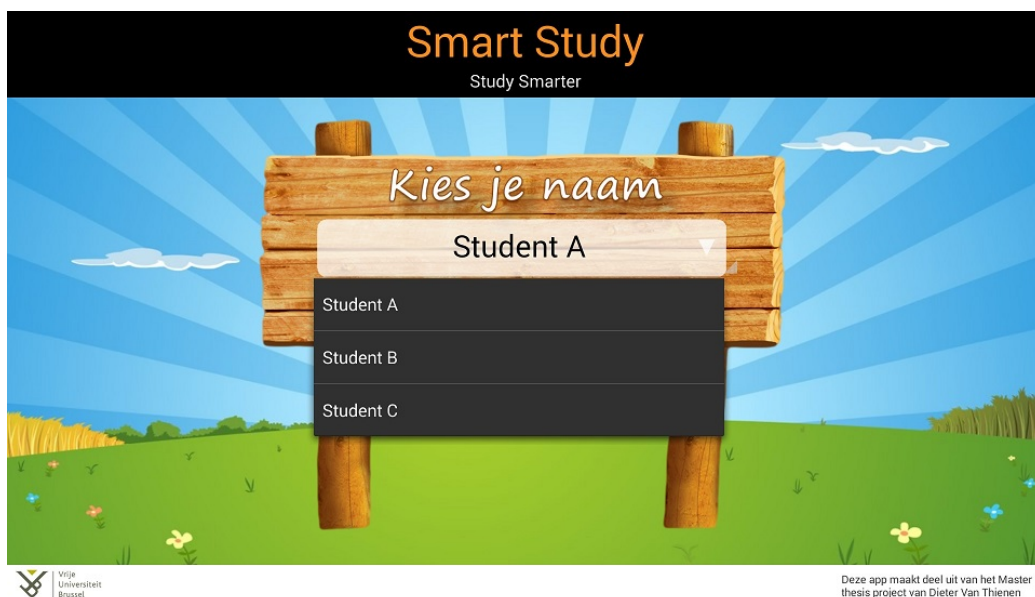 Smart Study
Study Smarter
Kies je naam
Student A
Student A
Student B
Student C
Vrije
Universiteit
Brussel
Deze app maakt deel uit van het Master
thesis project van Dieter Van Thienen